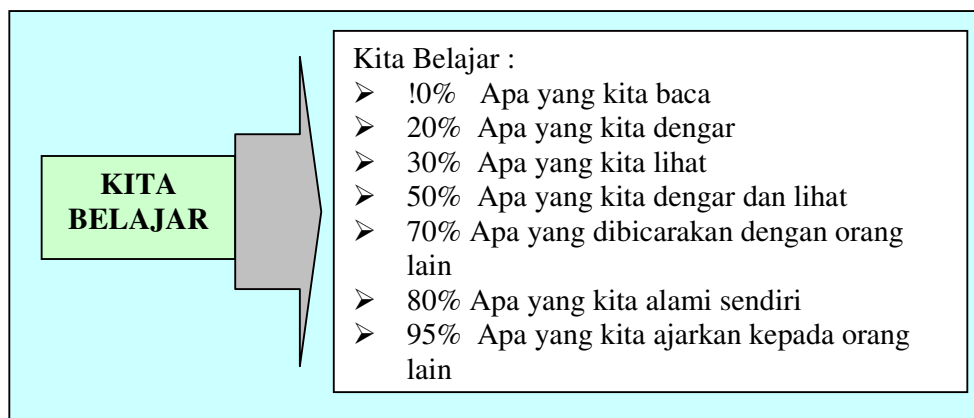 KITA
BELAJAR
Kita Belajar :
➢ !0% Apa yang kita baca
➢ 20% Apa yang kita dengar
➢ 30% Apa yang kita lihat
➢ 50% Apa yang kita dengar dan lihat
➢ 70% Apa yang dibicarakan dengan orang
lain
➢ 80% Apa yang kita alami sendiri
➢ 95% Apa yang kita ajarkan kepada orang
lain